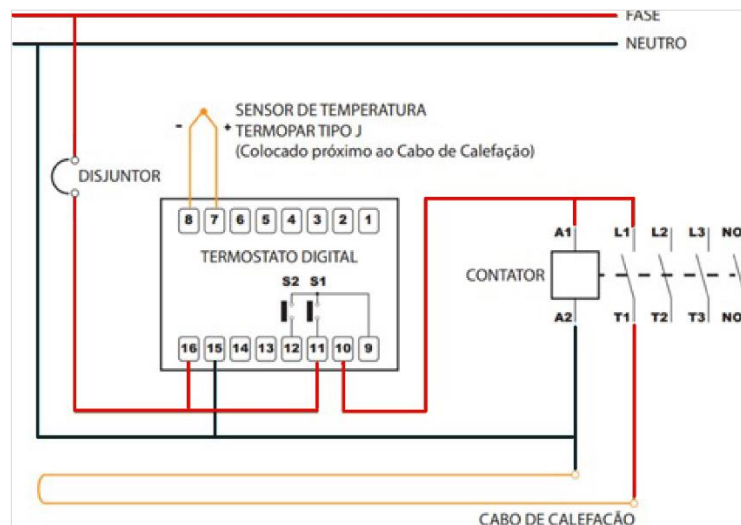 FASE
NEUTRO
SENSOR DE TEMPERATURA
- + TERMOPAR TIPO J
(Colocado próximo ao Cabo de Calefação)
DISJUNTOR
8 7 6 5 4 3 2 1
TERMOSTATO DIGITAL
S2 S1
16 15 14 13 12 11 10 9
A1 L1 L2 L3 NO
CONTATOR
A2 T1 T2 T3 NO
CABO DE CALEFAÇÃO